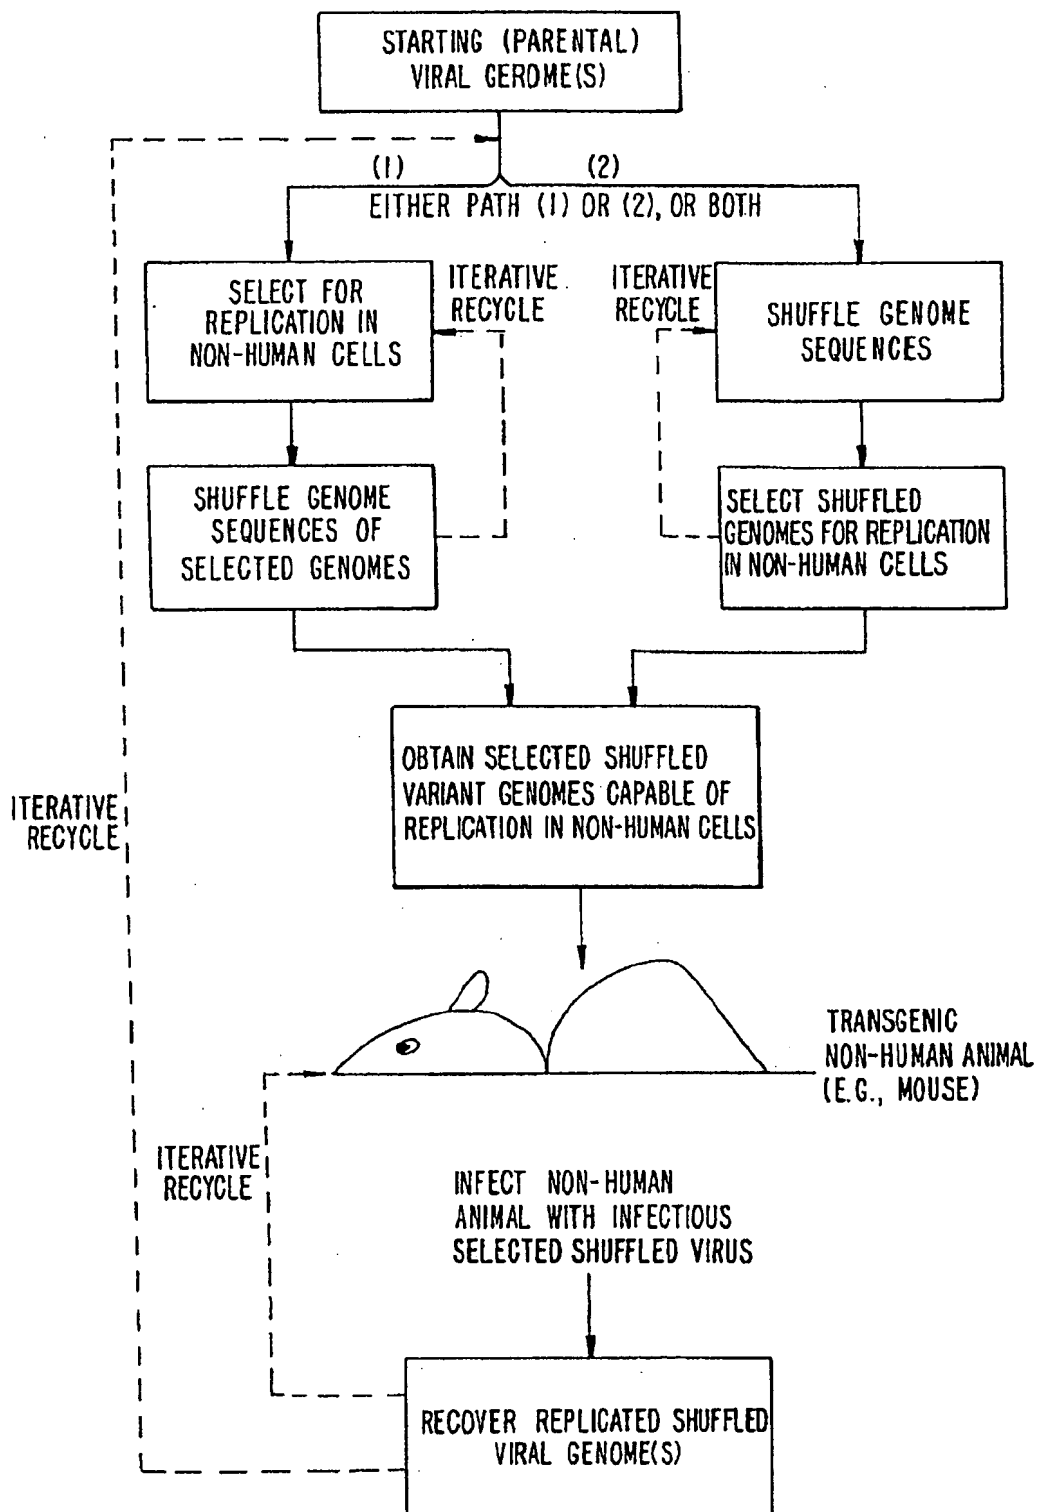 STARTING (PARENTAL)
VIRAL GEROME(S)
(1)
(2)
EITHER PATH (1) OR (2), OR BOTH
SELECT FOR
REPLICATION IN
NON-HUMAN CELLS
ITERATIVE
RECYCLE
ITERATIVE
RECYCLE
SHUFFLE GENOME
SEQUENCES
SHUFFLE GENOME
SEQUENCES OF
SELECTED GENOMES
SELECT SHUFFLED
GENOMES FOR REPLICATION
IN NON-HUMAN CELLS
OBTAIN SELECTED SHUFFLED
VARIANT GENOMES CAPABLE OF
REPLICATION IN NON-HUMAN CELLS
ITERATIVE
RECYCLE
TRANSGENIC
NON-HUMAN ANIMAL
(E.G., MOUSE)
ITERATIVE
RECYCLE
INFECT NON-HUMAN
ANIMAL WITH INFECTIOUS
SELECTED SHUFFLED VIRUS
RECOVER REPLICATED SHUFFLED
VIRAL GENOME(S)